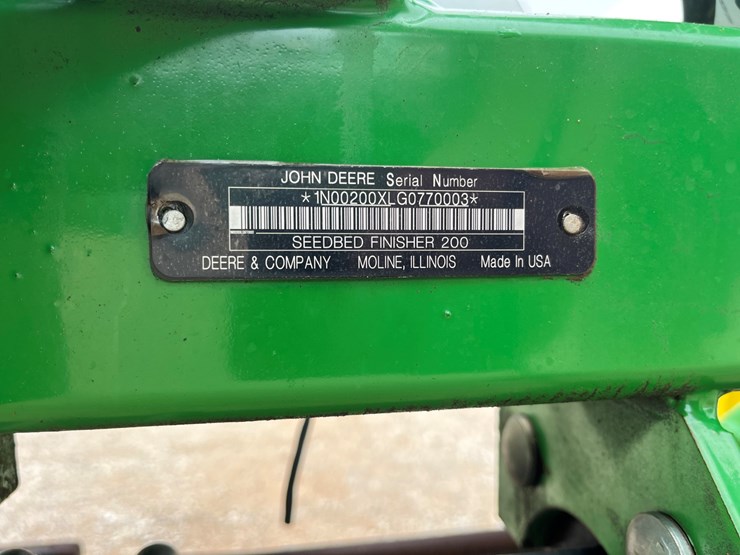 JOHN DEERE Serial Number
*1N00200XLG0770003*
SEEDBED FINISHER 200
DEERE & COMPANY MOLINE, ILLINOIS Made In USA